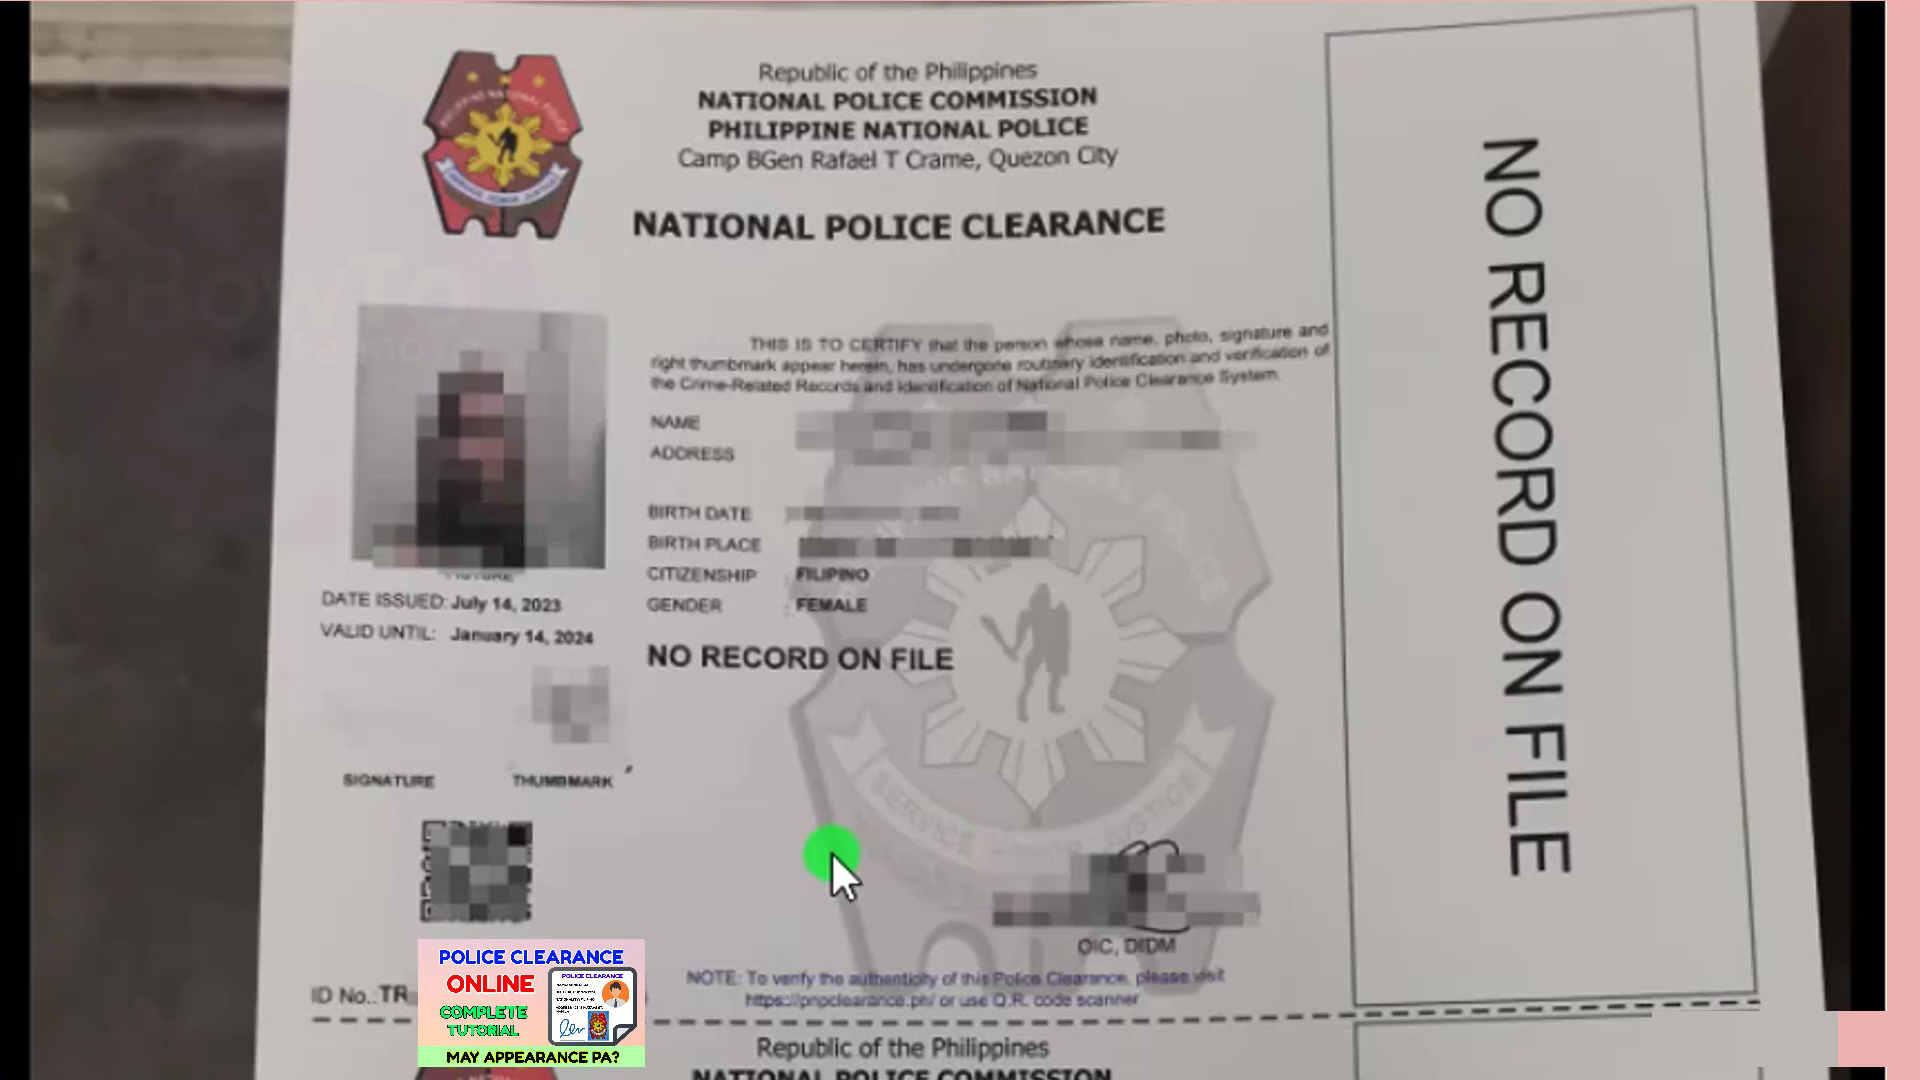 Republic of the Philippines
NATIONAL POLICE COMMISSION
PHILIPPINE NATIONAL POLICE
Camp BGen Rafael T Crame, Quezon City
NATIONAL POLICE CLEARANCE
THIS IS TO CERTIFY that the person whose name, photo, signature and
right thumbmark appear herein, has undergone routinary identification and verification of
the Crime-Related Records and Identification of National Police Clearance System.
NAME
ADDRESS
BIRTH DATE
BIRTH PLACE
CITIZENSHIP : FILIPINO
GENDER : FEMALE
NO RECORD ON FILE
DATE ISSUED: July 14, 2023
VALID UNTIL: January 14, 2024
SIGNATURE
THUMBMARK
OIC, DIDM
NOTE: To verify the authenticity of this Police Clearance, please visit
https://pnpclearance.ph/ or use Q.R. code scanner
ID No.: TR
NO RECORD ON FILE
POLICE CLEARANCE
ONLINE
COMPLETE
TUTORIAL
POLICE CLEARANCE
MAY APPEARANCE PA?
HowTo
SERVICE JUSTICE
Republic of the Philippines
NATIONAL POLICE COMMISSION